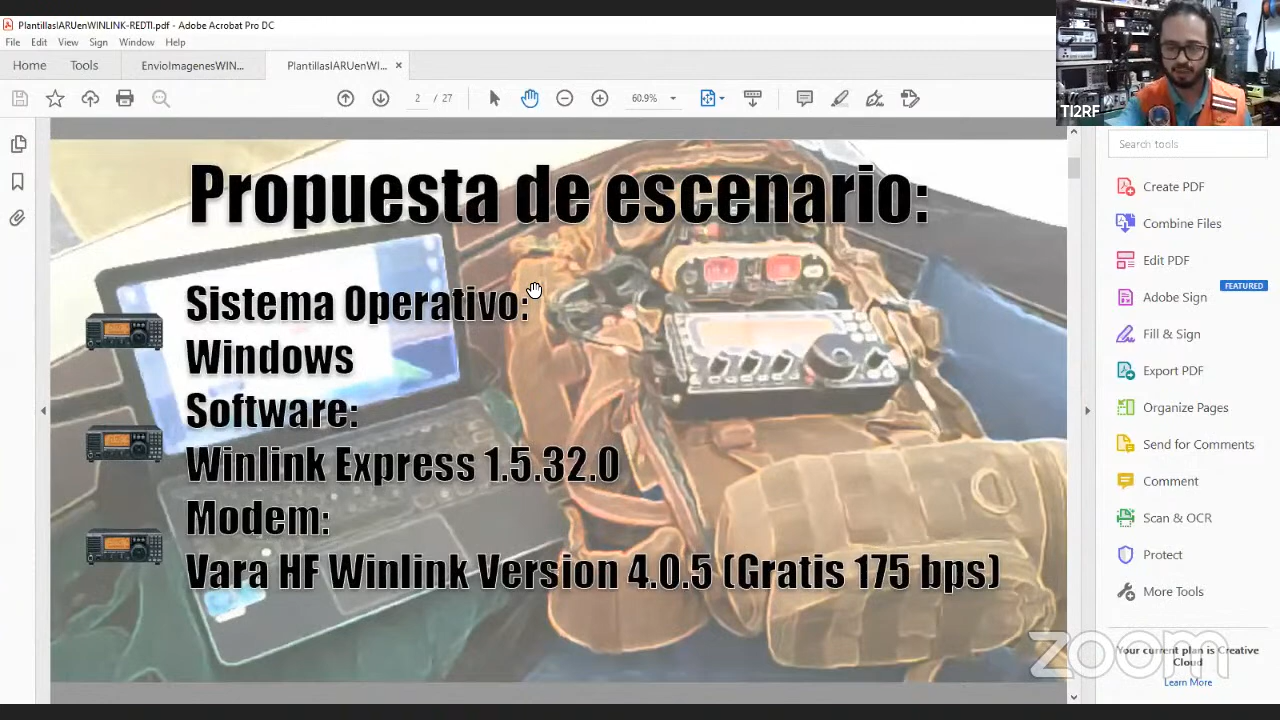 PlantillasIARUenWINLINK-REDTI.pdf - Adobe Acrobat Pro DC
File Edit View Sign Window Help
Home Tools EnvioImagenesWIN... PlantillasIARUenWI... ×
2 / 27 60.9%
TI2RF
Search tools
Propuesta de escenario:
Sistema Operativo:
Windows
Software:
Winlink Express 1.5.32.0
Modem:
Vara HF Winlink Version 4.0.5 (Gratis 175 bps)
Create PDF
Combine Files
Edit PDF
FEATURED
Adobe Sign
Fill & Sign
Export PDF
Organize Pages
Send for Comments
Comment
Scan & OCR
Protect
More Tools
zoom
Your current plan is Creative
Cloud
Learn More